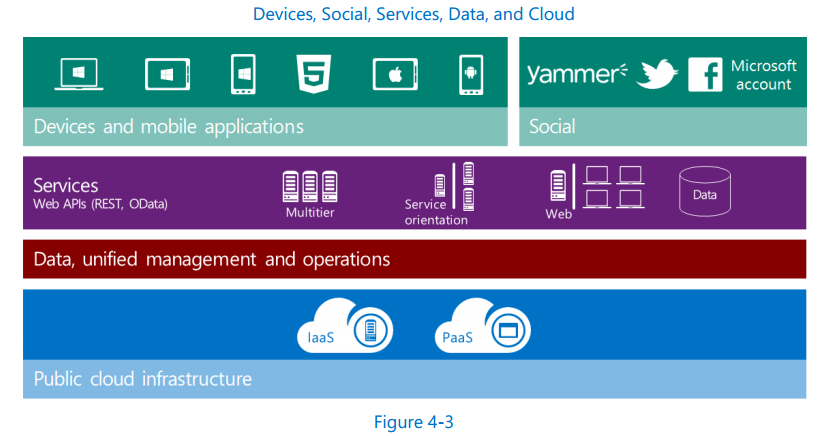 Devices, Social, Services, Data, and Cloud
5
yammer
f
Microsoft
account
Devices and mobile applications
Social
Services
Web APIs (REST, OData)
Multitier
Service
orientation
Web
Data
Data, unified management and operations
IaaS
PaaS
Public cloud infrastructure
Figure 4-3